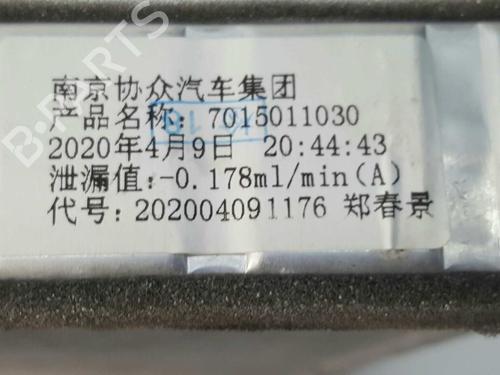 南京协众汽车集团
产品名称: 7015011030
2020年4月9日 20:44:43
泄漏值:-0.178ml/min(A)
代号:202004091176 郑春景
B-PARTS